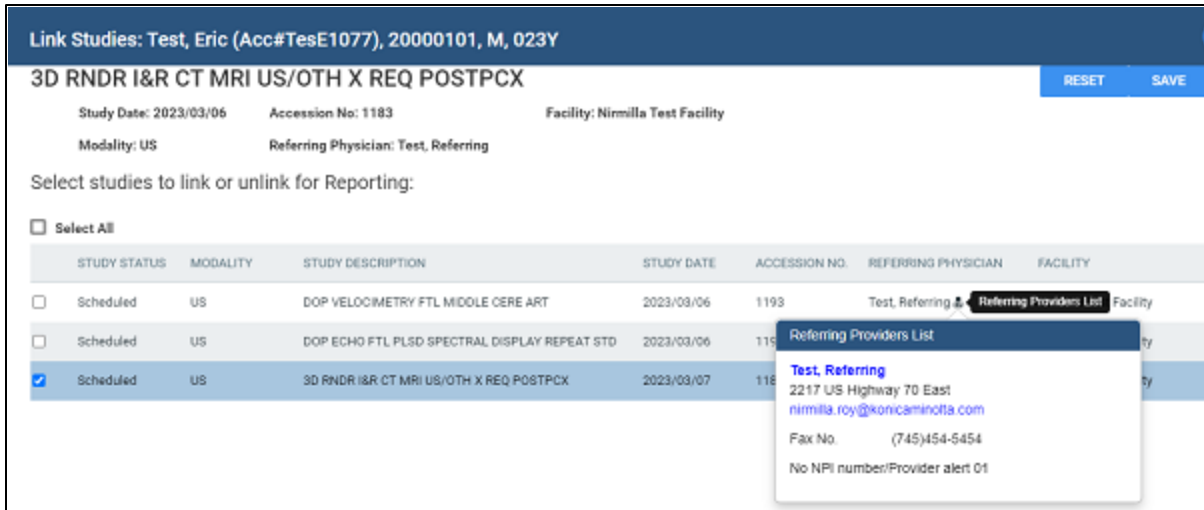 Link Studies: Test, Eric (Acc#TesE1077), 20000101, M, 023Y
3D RNDR I&R CT MRI US/OTH X REQ POSTPCX
RESET SAVE
Study Date: 2023/03/06 Accession No: 1183 Facility: Nirmilla Test Facility
Modality: US Referring Physician: Test, Referring
Select studies to link or unlink for Reporting:
Select All
STUDY STATUS MODALITY STUDY DESCRIPTION STUDY DATE ACCESSION NO. REFERRING PHYSICIAN FACILITY
Scheduled US DOP VELOCIMETRY FTL MIDDLE CERE ART 2023/03/06 1193 Test, Referring Referring Providers List Facility
Scheduled US DOP ECHO FTL PLSD SPECTRAL DISPLAY REPEAT STD 2023/03/06 119 ty
Scheduled US 3D RNDR I&R CT MRI US/OTH X REQ POSTPCX 2023/03/07 118 ty
Referring Providers List
Test, Referring
2217 US Highway 70 East
nirmilla.roy@konicaminolta.com
Fax No. (745)454-5454
No NPI number/Provider alert 01